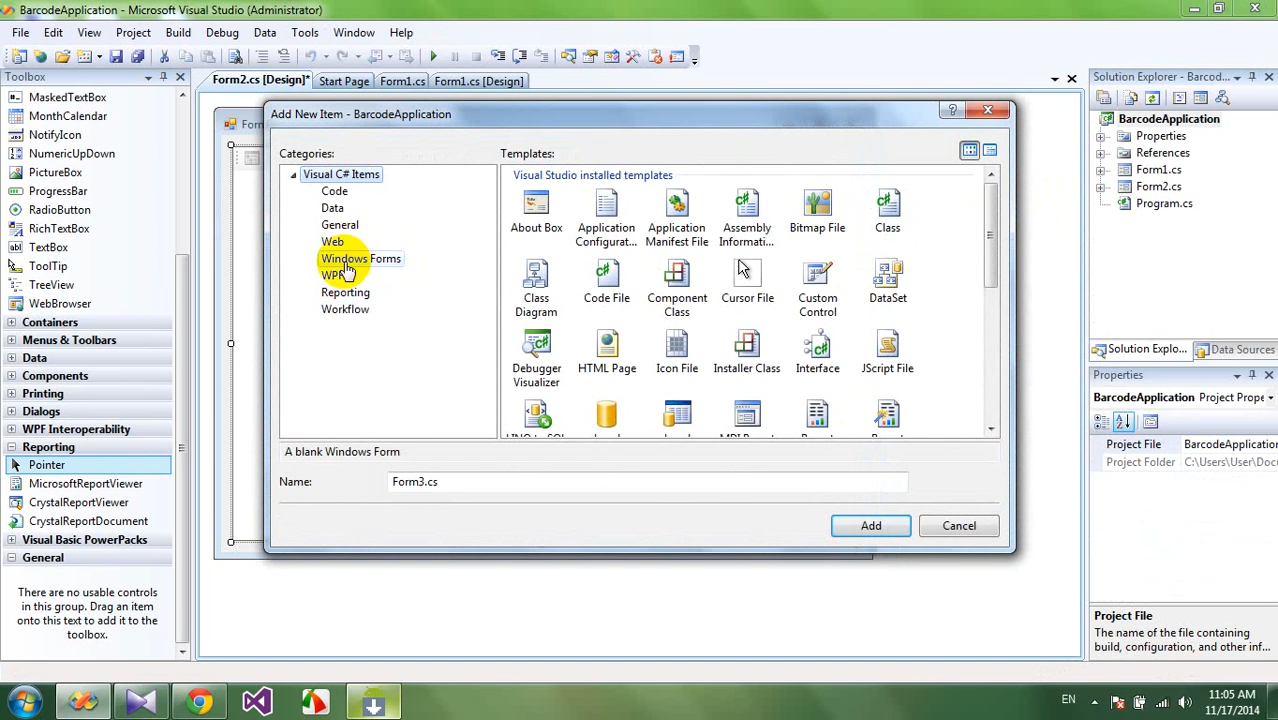 BarcodeApplication - Microsoft Visual Studio (Administrator)
File Edit View Project Build Debug Data Tools Window Help
Toolbox
Form2.cs [Design]* Start Page Form1.cs Form1.cs [Design]
Solution Explorer - Barcod...
MaskedTextBox
MonthCalendar
NotifyIcon
NumericUpDown
PictureBox
ProgressBar
RadioButton
RichTextBox
TextBox
ToolTip
TreeView
WebBrowser
Containers
Menus & Toolbars
Data
Components
Printing
Dialogs
WPF Interoperability
Reporting
Pointer
MicrosoftReportViewer
CrystalReportViewer
CrystalReportDocument
Visual Basic PowerPacks
General
There are no usable controls
in this group. Drag an item
onto this text to add it to the
toolbox.
Add New Item - BarcodeApplication
Categories:
Visual C# Items
Code
Data
General
Web
Windows Forms
WPF
Reporting
Workflow
Templates:
Visual Studio installed templates
About Box
Application Configurat...
Application Manifest File
Assembly Informati...
Bitmap File
Class
Class Diagram
Code File
Component Class
Cursor File
Custom Control
DataSet
Debugger Visualizer
HTML Page
Icon File
Installer Class
Interface
JScript File
A blank Windows Form
Name: Form3.cs
Add Cancel
BarcodeApplication
Properties
References
Form1.cs
Form2.cs
Program.cs
Solution Explo... Data Sources
Properties
BarcodeApplication Project Prope
Project File BarcodeApplication
Project Folder C:\Users\User\Doc
Project File
The name of the file containing
build, configuration, and other inf...
EN
11:05 AM
11/17/2014